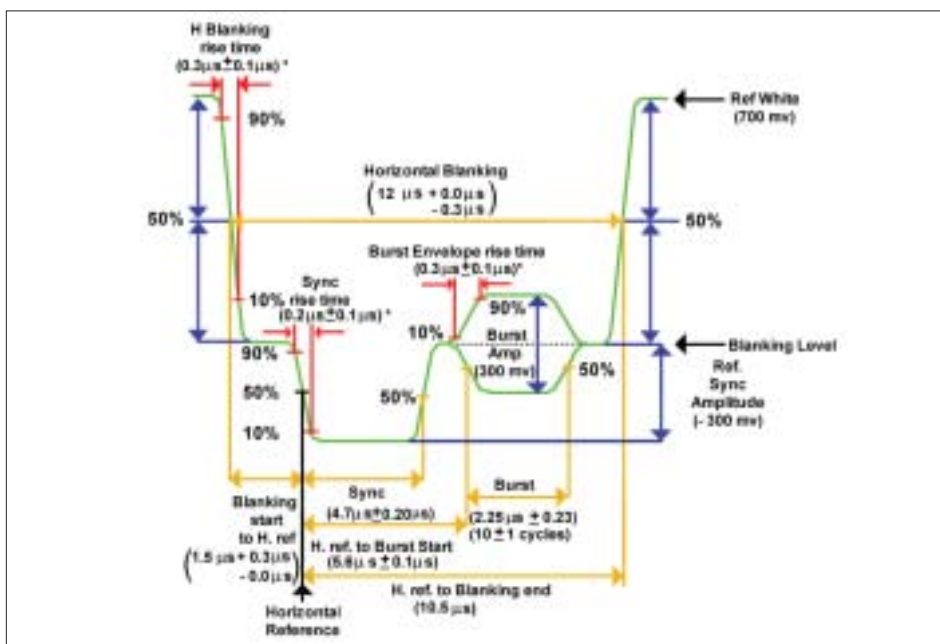 H Blanking
rise time
(0.3µs±0.1µs) *
90%
Ref White
(700 mv)
Horizontal Blanking
(12 µs + 0.0µs
- 0.3µs)
50%
50%
Burst Envelope rise time
(0.3µs±0.1µs)*
Sync
10%
rise time
(0.2µs±0.1µs) *
90%
10%
Burst
Amp
(300 mv)
Blanking Level
90%
50%
Ref.
Sync
Amplitude
(- 300 mv)
50%
50%
10%
Blanking
start
to H. ref
(1.5 µs + 0.3µs
- 0.0µs)
Sync
(4.7µs±0.20µs)
Burst
(2.25µs ± 0.23)
(10 ± 1 cycles)
H. ref. to Burst Start
(5.6µs ± 0.1µs)
H. ref. to Blanking end
(10.5µs)
Horizontal
Reference